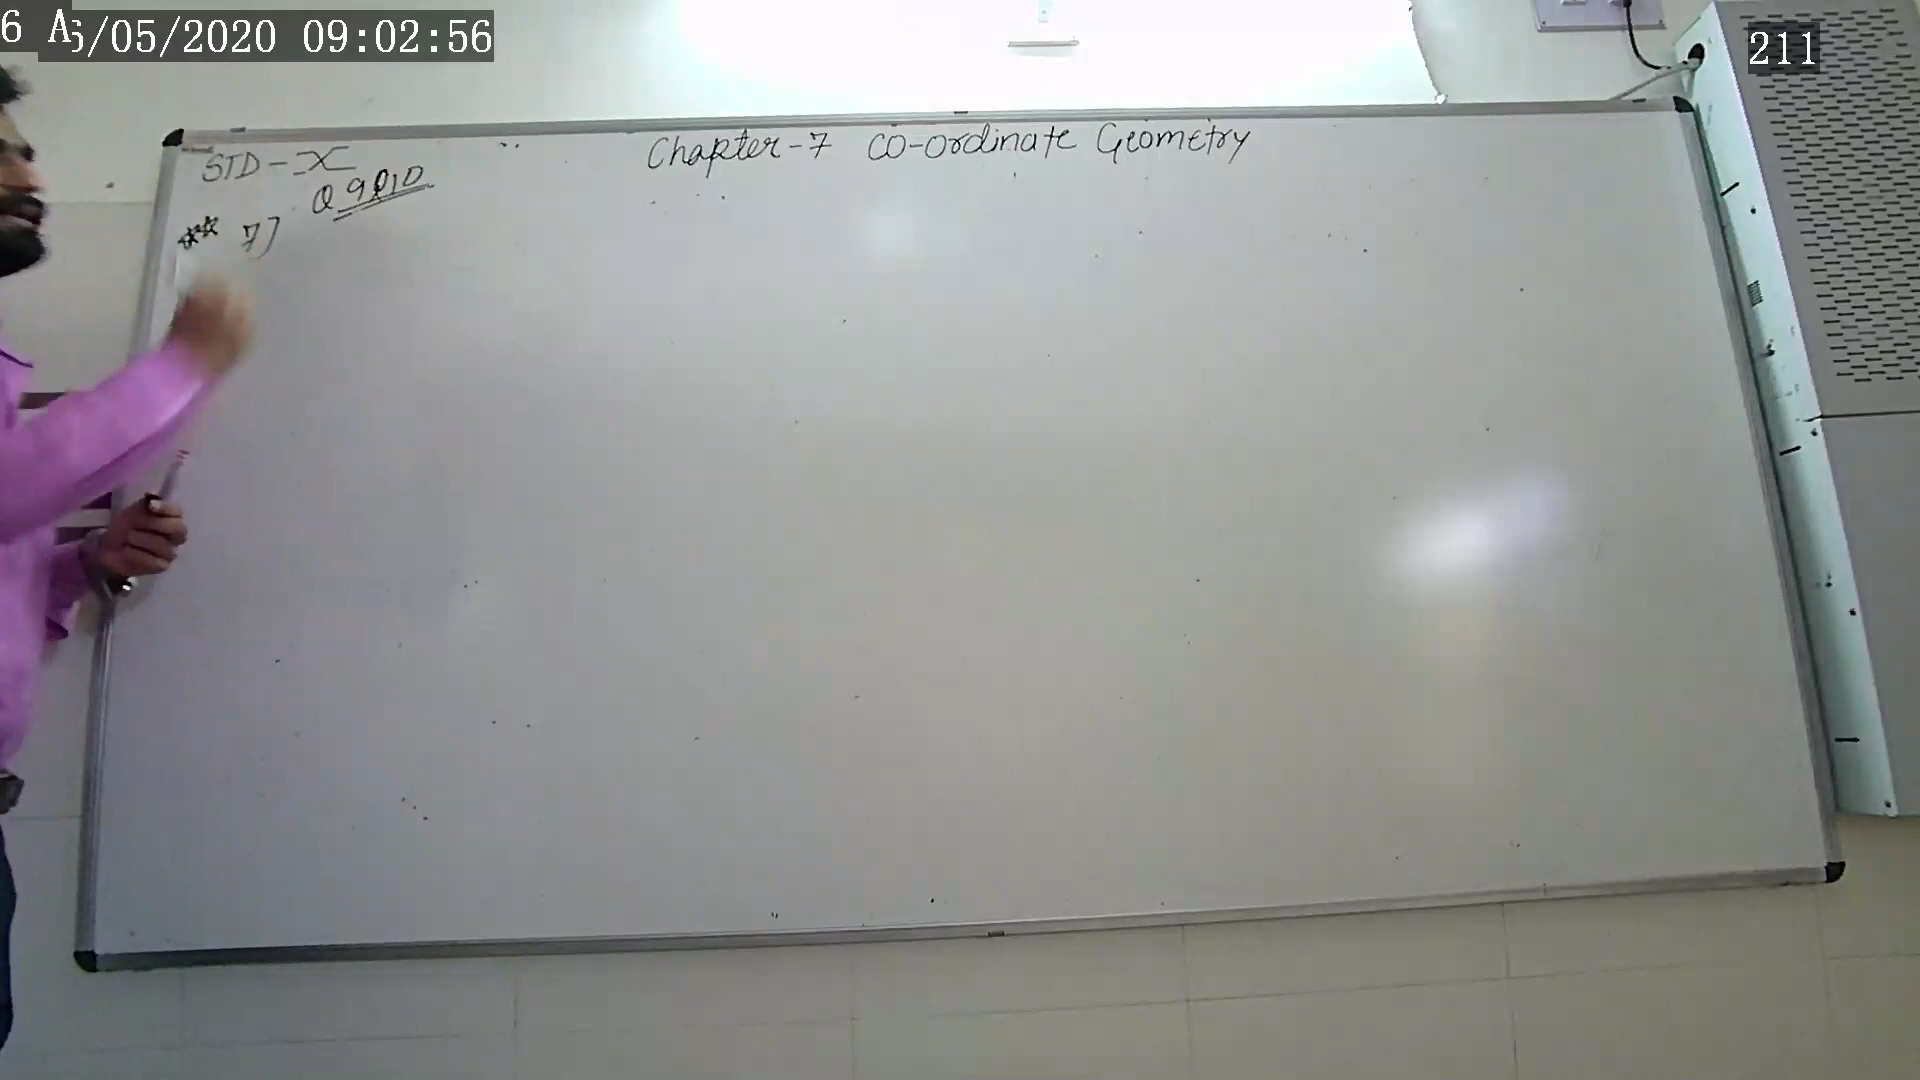 6 A5/05/2020 09:02:56
211
Chapter-7 CO-Ordinate Geometry
STD-X
Q 9,10
** 7]